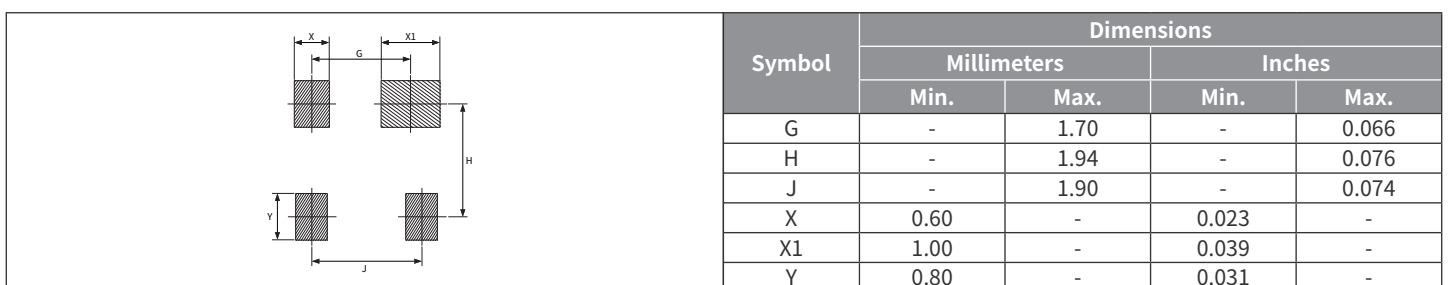 X
X1
G
H
Y
J
Symbol
Dimensions
Millimeters Inches
Min. Max. Min. Max.
G - 1.70 - 0.066
H - 1.94 - 0.076
J - 1.90 - 0.074
X 0.60 - 0.023 -
X1 1.00 - 0.039 -
Y 0.80 - 0.031 -